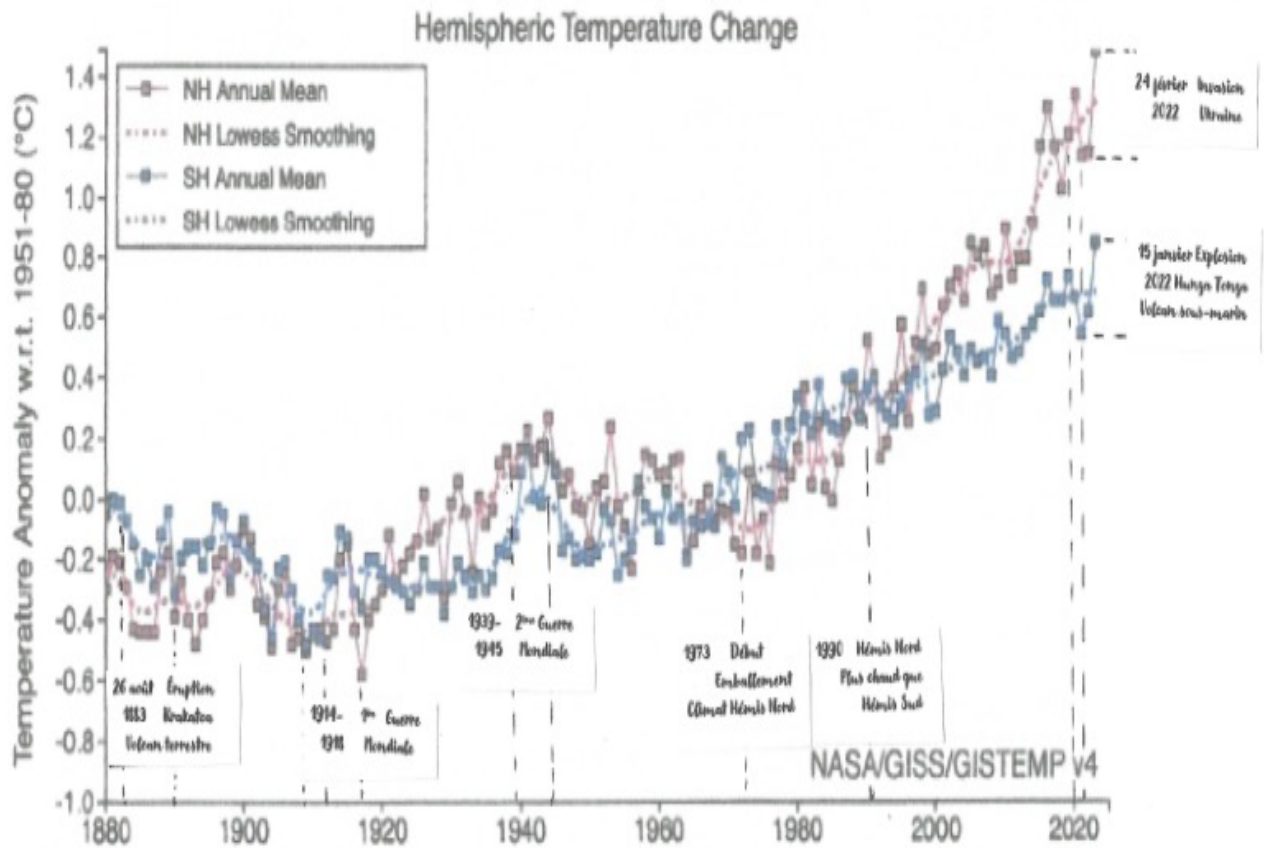 Hemispheric Temperature Change
Temperature Anomaly w.r.t. 1951-80 (°C)
1.4
1.2
1.0
0.8
0.6
0.4
0.2
0.0
-0.2
-0.4
-0.6
-0.8
-1.0
NH Annual Mean
NH Lowess Smoothing
SH Annual Mean
SH Lowess Smoothing
24 février Invasion
2022 Ukraine
15 janvier Explosion
2022 Hunga Tonga
Volcan sous-marin
26 août Éruption
1883 Krakatoa
Volcan terrestre
1914- 1ère Guerre
1918 Mondiale
1939- 2ème Guerre
1945 Mondiale
1973 Début
Emballement
Climat Hémis Nord
1990 Hémis Nord
Plus chaud que
Hémis Sud
NASA/GISS/GISTEMP v4
1880 1900 1920 1940 1960 1980 2000 2020